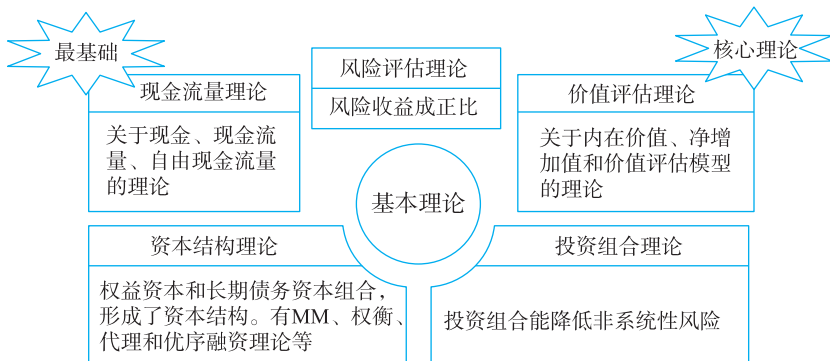 最基础
核心理论
风险评估理论
风险收益成正比
现金流量理论
关于现金、现金流
量、自由现金流量
的理论
价值评估理论
关于内在价值、净增
加值和价值评估模型
的理论
基本理论
资本结构理论
权益资本和长期债务资本组合，
形成了资本结构。有MM、权衡、
代理和优序融资理论等
投资组合理论
投资组合能降低非系统性风险